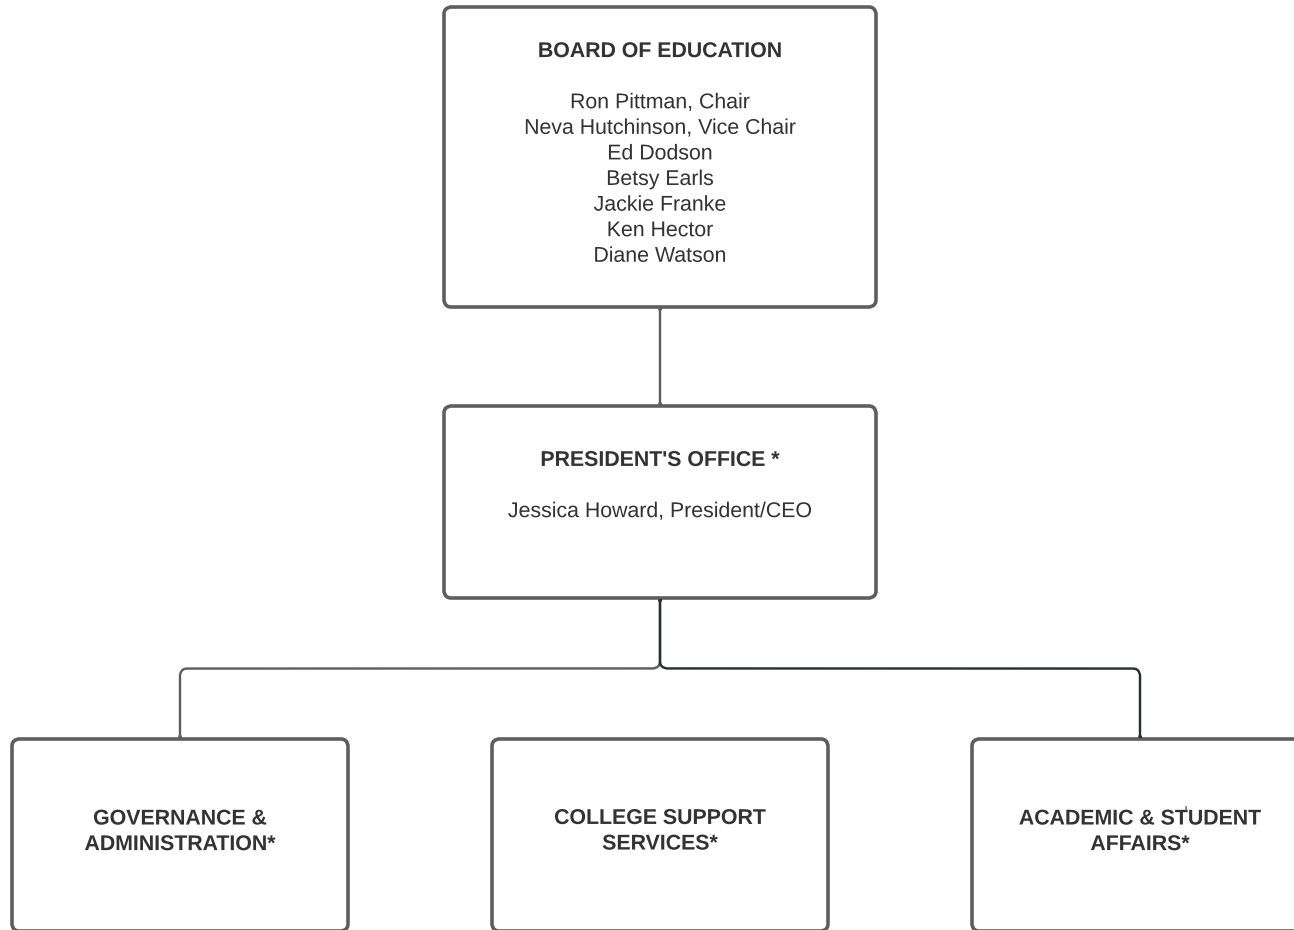 BOARD OF EDUCATION
Ron Pittman, Chair
Neva Hutchinson, Vice Chair
Ed Dodson
Betsy Earls
Jackie Franke
Ken Hector
Diane Watson
PRESIDENT'S OFFICE *
Jessica Howard, President/CEO
GOVERNANCE &
ADMINISTRATION*
COLLEGE SUPPORT
SERVICES*
ACADEMIC & STUDENT
AFFAIRS*